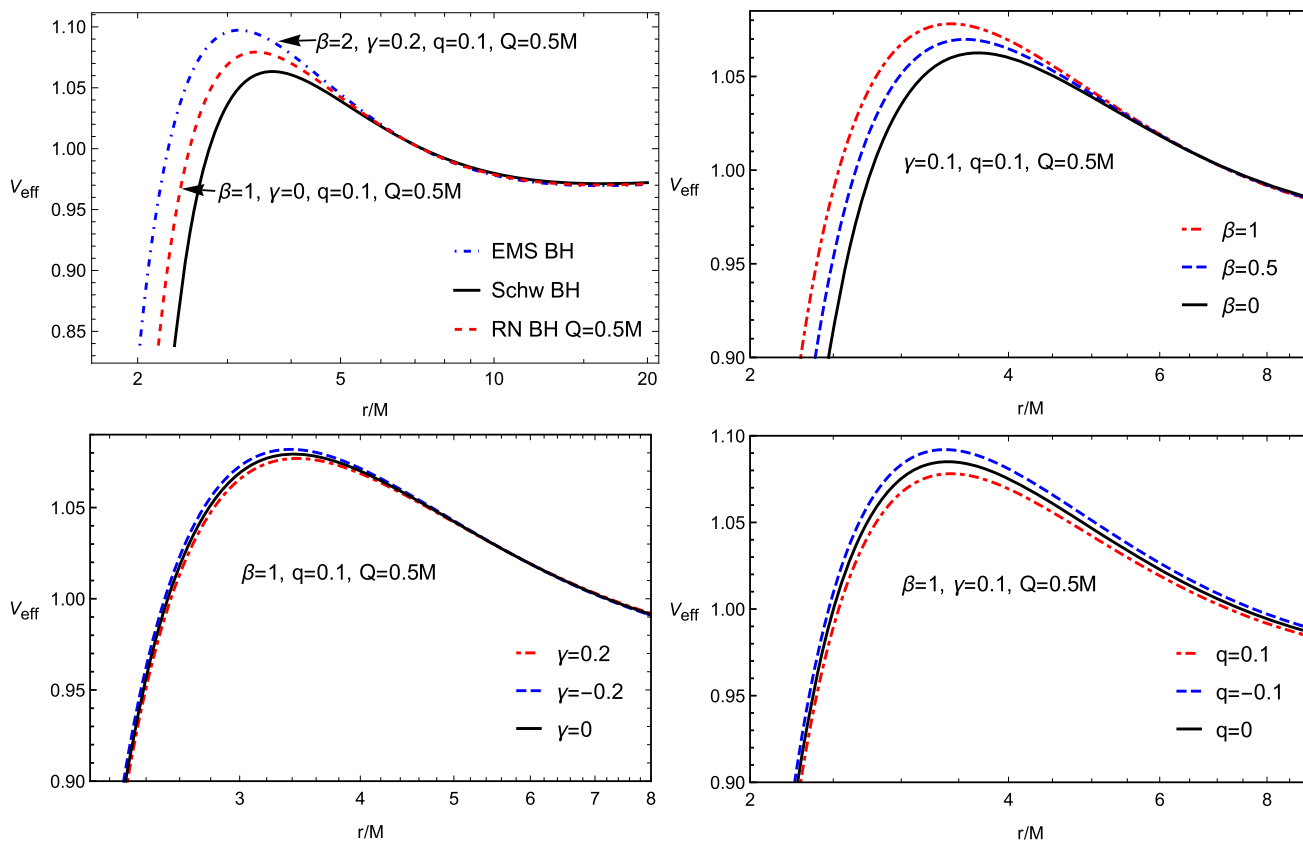 1.10
1.05
1.00
0.95
0.90
0.85
V_eff
β=2, γ=0.2, q=0.1, Q=0.5M
β=1, γ=0, q=0.1, Q=0.5M
EMS BH
Schw BH
RN BH Q=0.5M
2 5 10 20
r/M
1.05
1.00
0.95
0.90
V_eff
γ=0.1, q=0.1, Q=0.5M
β=1
β=0.5
β=0
2 4 6 8
r/M
1.05
1.00
0.95
0.90
V_eff
β=1, q=0.1, Q=0.5M
γ=0.2
γ=−0.2
γ=0
3 4 5 6 7 8
r/M
1.10
1.05
1.00
0.95
0.90
V_eff
β=1, γ=0.1, Q=0.5M
q=0.1
q=−0.1
q=0
2 4 6 8
r/M